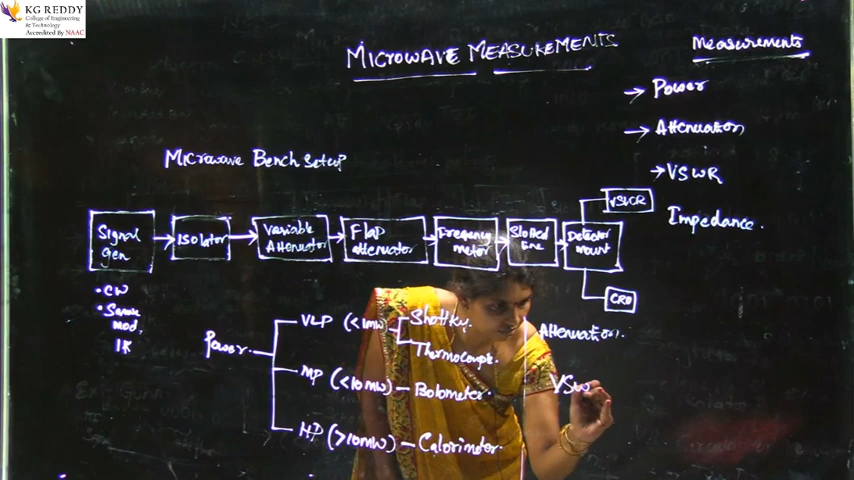 KG REDDY
College of Engineering
& Technology
Accredited By NAAC
MICROWAVE MEASUREMENTS
Measurements
→ Power
→ Attenuation
→ VSWR
Impedance.
Microwave Bench Setup
Signal gen
Isolator
Variable Attenuator
Flap attenuator
Frequency meter
Slotted line
Detector mount
VSWR
CRO
• CW
mod.
1K
Power
VLP (<1mW)
Shottky
Thermocouple
MP (<10mW) – Bolometer.
HP (>10mW) – Calorimeter.
Attenuation.
VSW